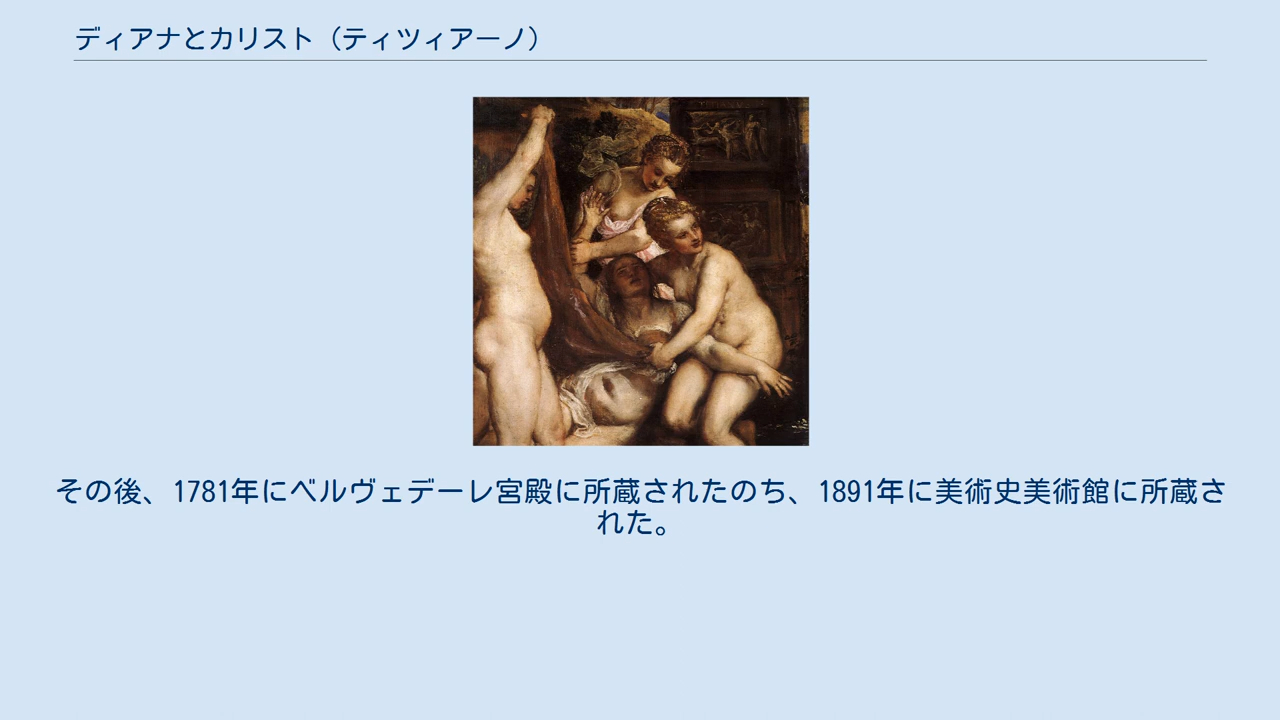 ディアナとカリスト（ティツィアーノ）
その後、1781年にベルヴェデーレ宮殿に所蔵されたのち、1891年に美術史美術館に所蔵さ
れた。